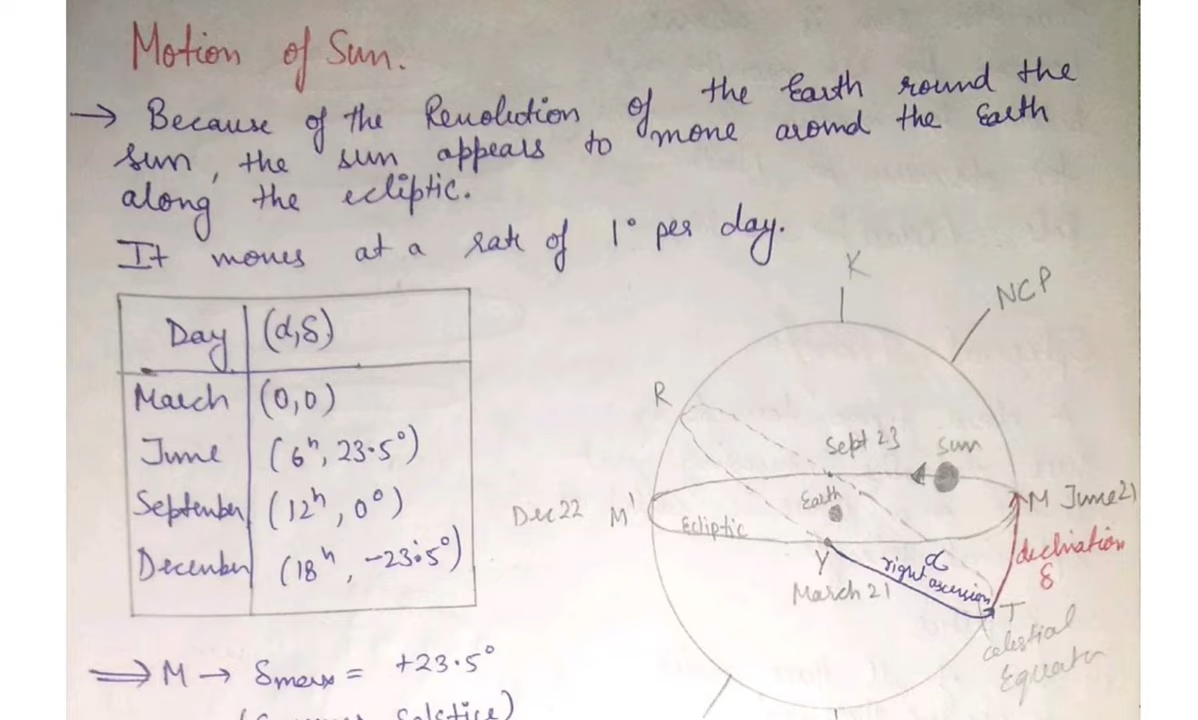 Motion of Sun.
→ Because of the Revolution of the Earth round the
sun, the sun appears to move around the Earth
along the ecliptic.
It moves at a rate of 1° per day.
Day (α,δ)
March (0,0)
June (6ʰ, 23.5°)
September (12ʰ, 0°)
December (18ʰ, -23.5°)
⟹ M → δmax = +23.5°
solstice)
K
NCP
R
Sept 23
Sun
Earth
Dec 22 M'
Ecliptic
M June 21
declination
δ
γ
March 21
α
right ascension
T
Celestial
Equator